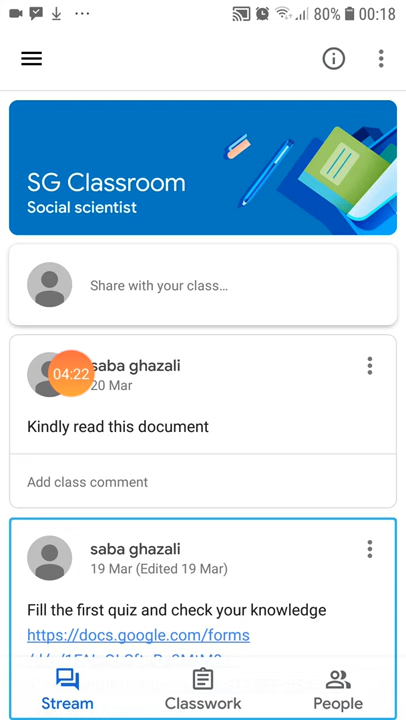 80% 00:18
SG Classroom
Social scientist
Share with your class...
saba ghazali
04:22
20 Mar
Kindly read this document
Add class comment
saba ghazali
19 Mar (Edited 19 Mar)
Fill the first quiz and check your knowledge
https://docs.google.com/forms
Stream Classwork People